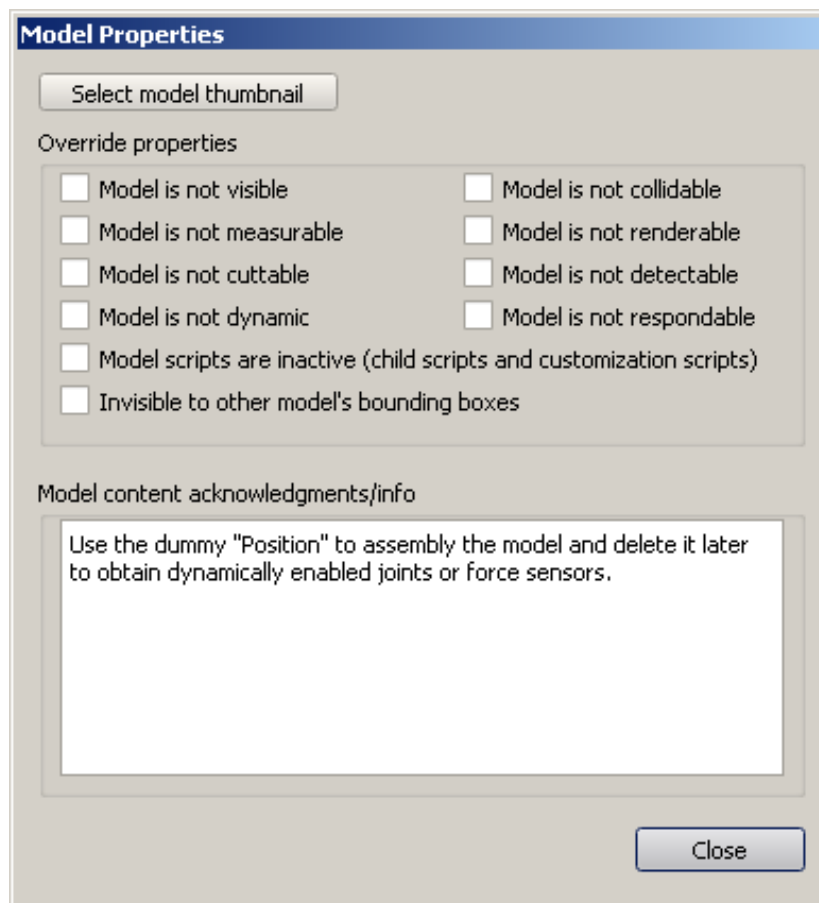 Model Properties
Select model thumbnail
Override properties
Model is not visible
Model is not collidable
Model is not measurable
Model is not renderable
Model is not cuttable
Model is not detectable
Model is not dynamic
Model is not respondable
Model scripts are inactive (child scripts and customization scripts)
Invisible to other model's bounding boxes
Model content acknowledgments/info
Use the dummy "Position" to assembly the model and delete it later
to obtain dynamically enabled joints or force sensors.
Close